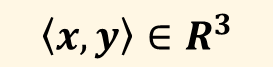 ⟨x, y⟩ ∈ R³